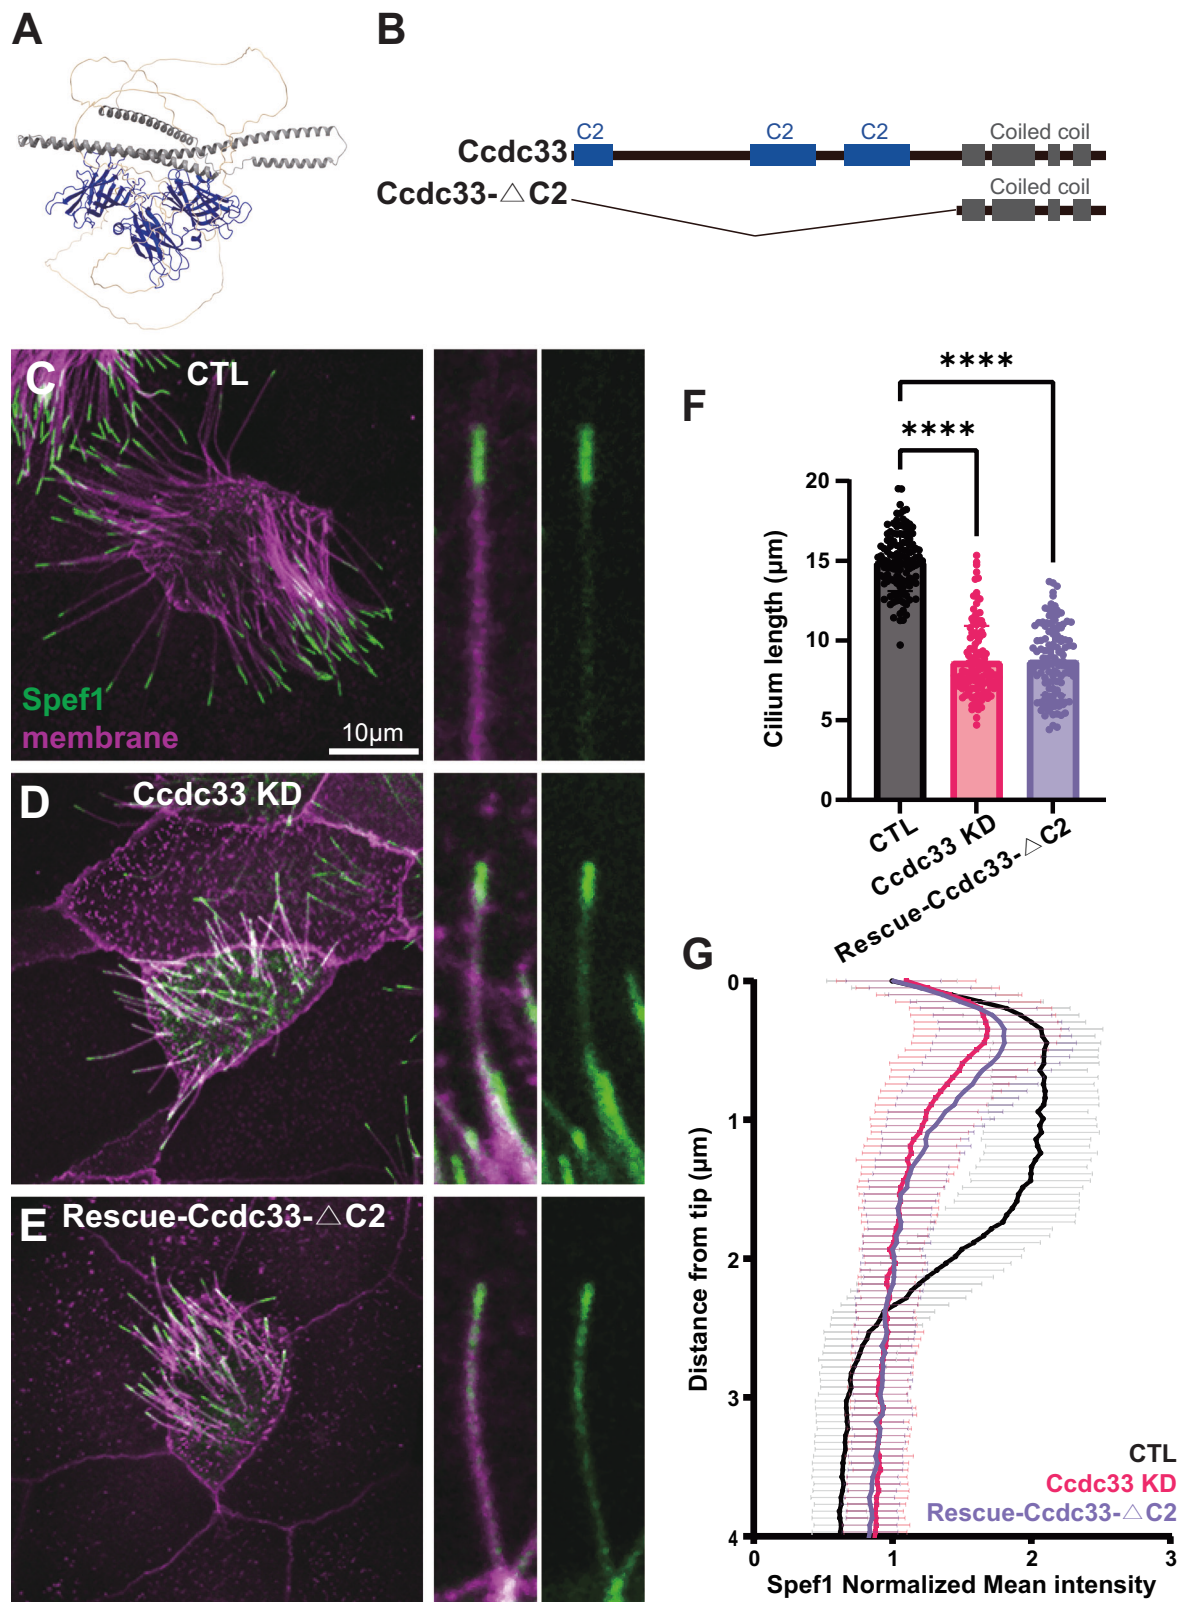 A
B
C2 C2 C2 Coiled coil
Ccdc33
Coiled coil
Ccdc33-△C2
C
CTL
Spef1
membrane
10µm
D
Ccdc33 KD
E
Rescue-Ccdc33-△C2
F
****
****
20
15
10
5
0
Cilium length (µm)
CTL
Ccdc33 KD
Rescue-Ccdc33-△C2
G
0
1
2
3
4
Distance from tip (µm)
CTL
Ccdc33 KD
Rescue-Ccdc33-△C2
0 1 2 3
Spef1 Normalized Mean intensity